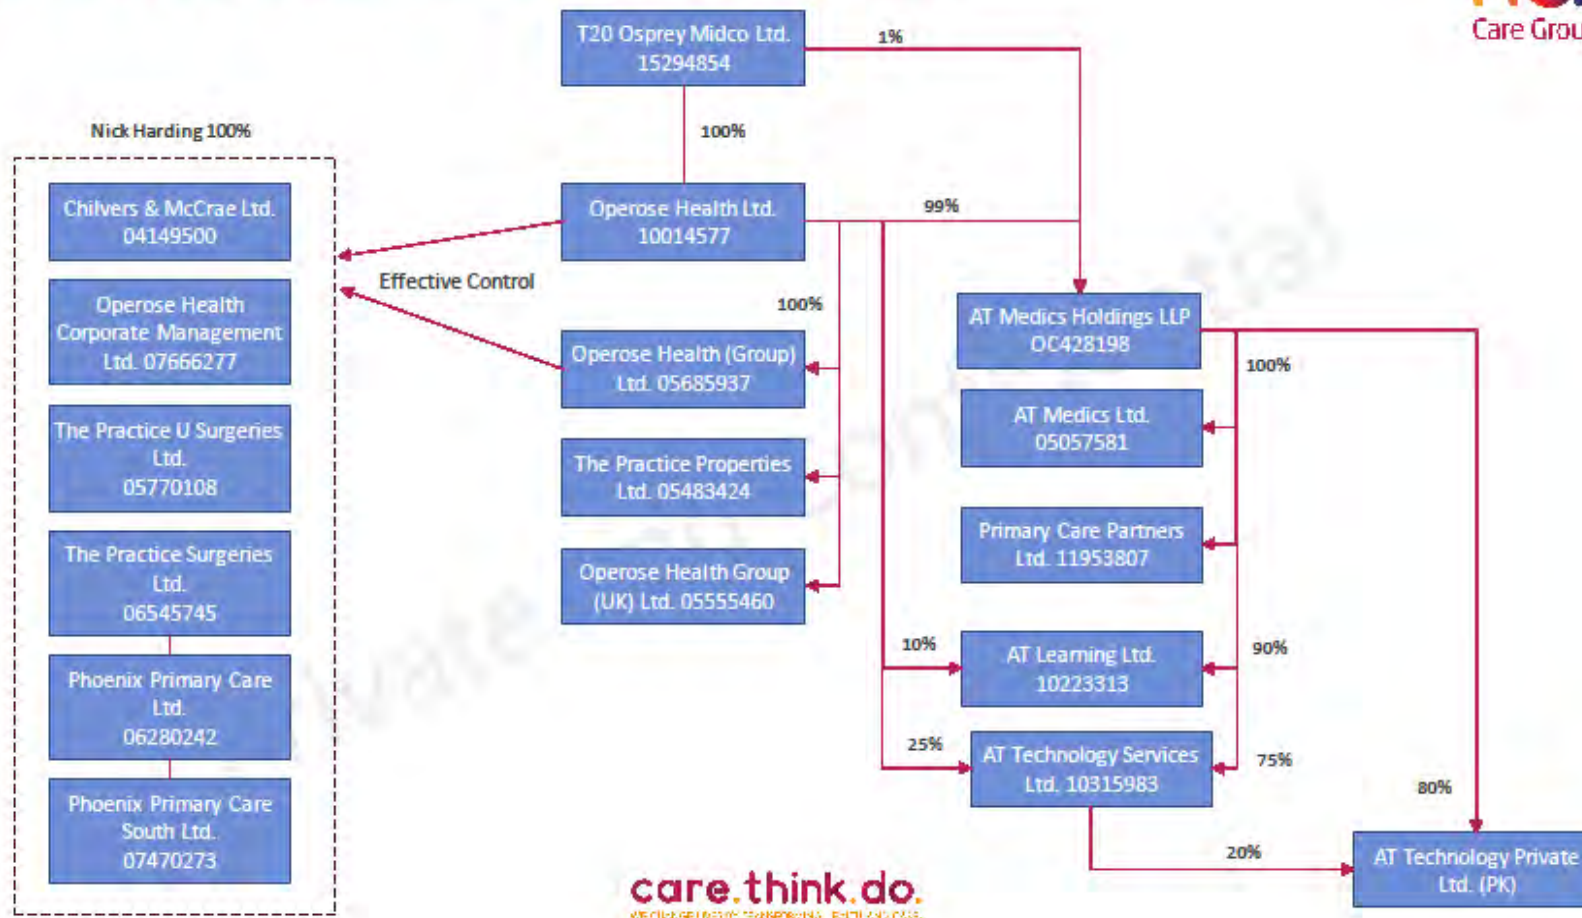 T20 Osprey Midco Ltd.
15294854
1%
Care Grou
Nick Harding 100%
100%
Chilvers & McCrae Ltd.
04149500
Operose Health Ltd.
10014577
99%
Effective Control
Operose Health
Corporate Management
Ltd. 07666277
100%
Operose Health (Group)
Ltd. 05685937
AT Medics Holdings LLP
OC428198
100%
The Practice U Surgeries
Ltd.
05770108
The Practice Properties
Ltd. 05483424
AT Medics Ltd.
05057581
The Practice Surgeries
Ltd.
06545745
Operose Health Group
(UK) Ltd. 05555460
Primary Care Partners
Ltd. 11953807
10%
AT Learning Ltd.
10223313
90%
Phoenix Primary Care
Ltd.
06280242
25%
AT Technology Services
Ltd. 10315983
75%
80%
Phoenix Primary Care
South Ltd.
07470273
20%
AT Technology Private
Ltd. (PK)
care.think.do.